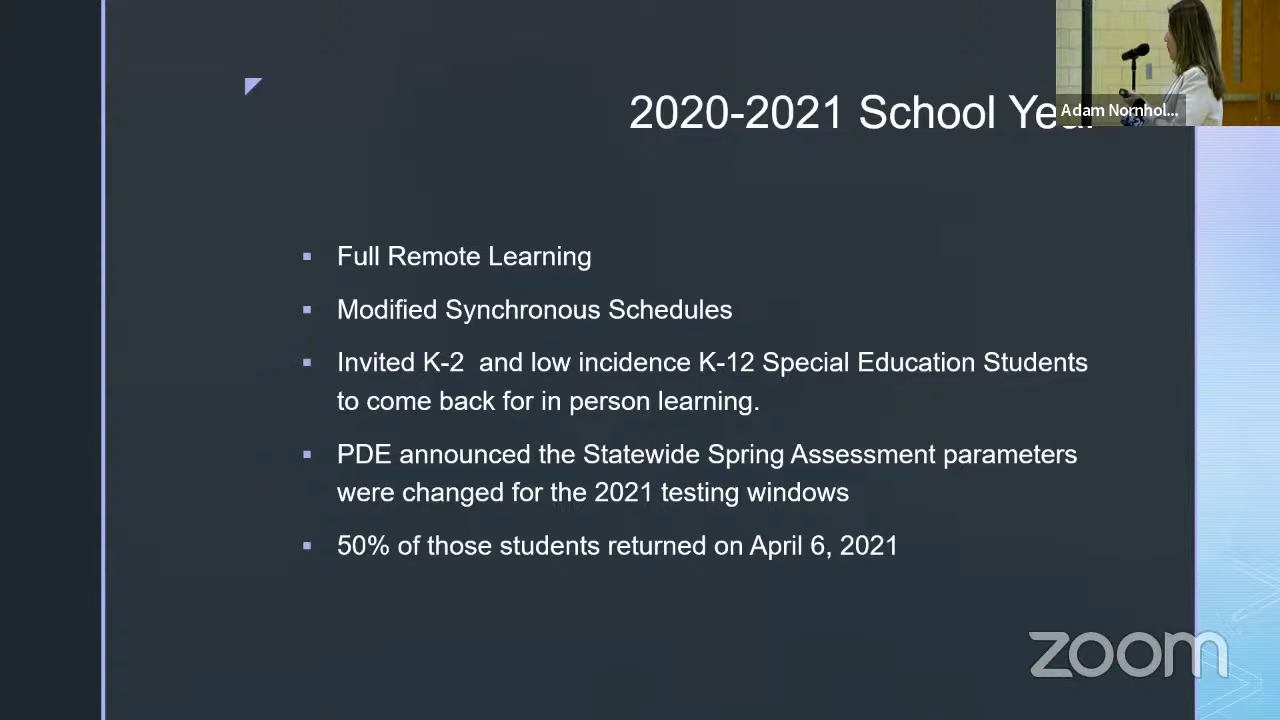 2020-2021 School Year
Adam Nornhol...
Full Remote Learning
Modified Synchronous Schedules
Invited K-2 and low incidence K-12 Special Education Students
to come back for in person learning.
PDE announced the Statewide Spring Assessment parameters
were changed for the 2021 testing windows
50% of those students returned on April 6, 2021
zoom